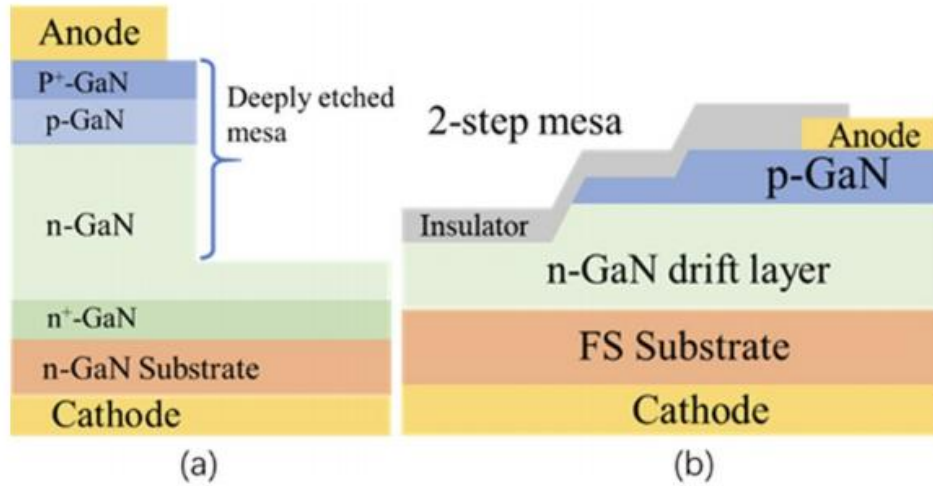 Anode
P⁺-GaN
p-GaN
Deeply etched
mesa
n-GaN
n⁺-GaN
n-GaN Substrate
Cathode
(a)
2-step mesa
Anode
p-GaN
Insulator
n-GaN drift layer
FS Substrate
Cathode
(b)